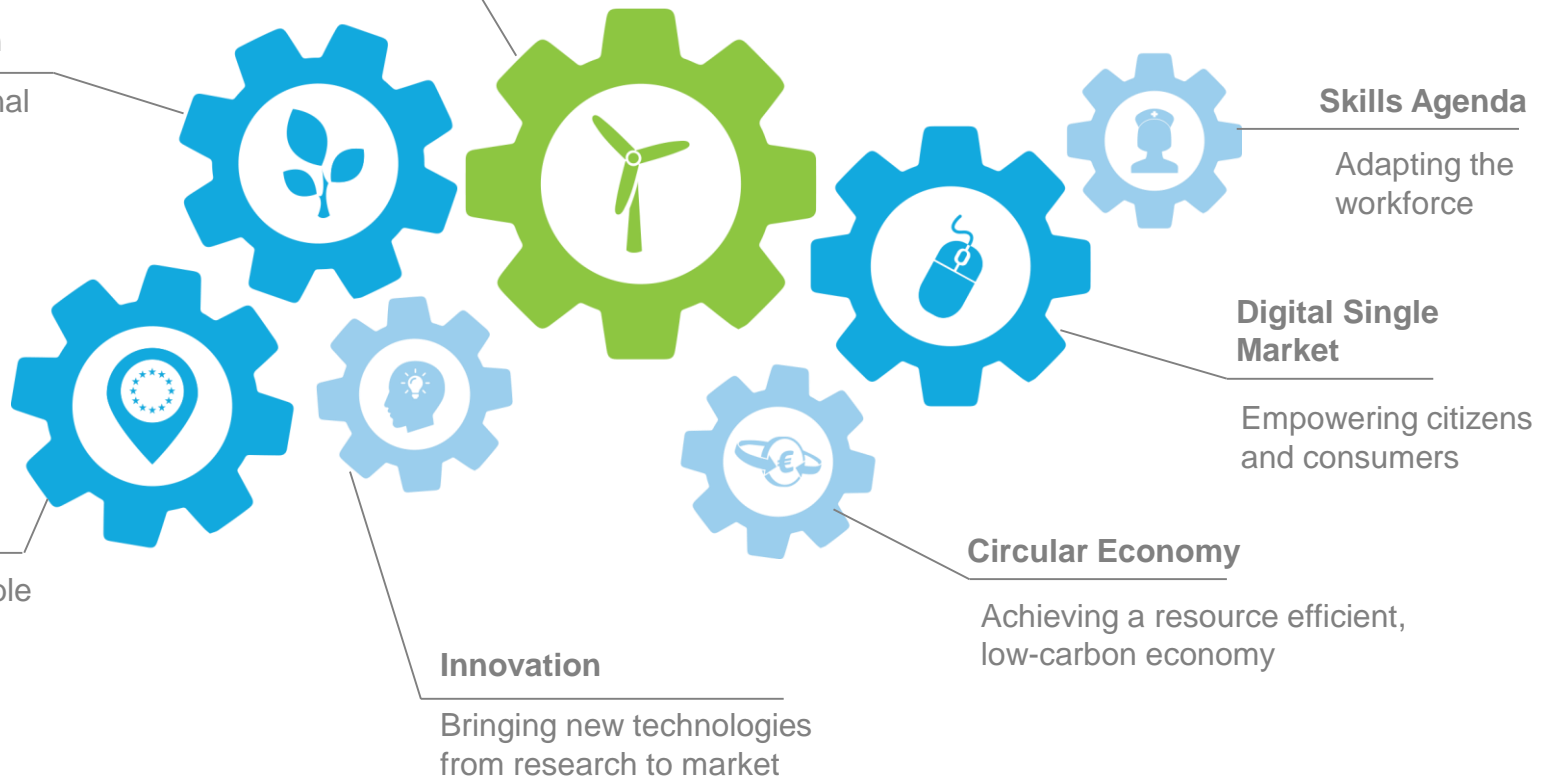 Skills Agenda
Adapting the
workforce
Digital Single
Market
Empowering citizens
and consumers
Circular Economy
Achieving a resource efficient,
low-carbon economy
Innovation
Bringing new technologies
from research to market